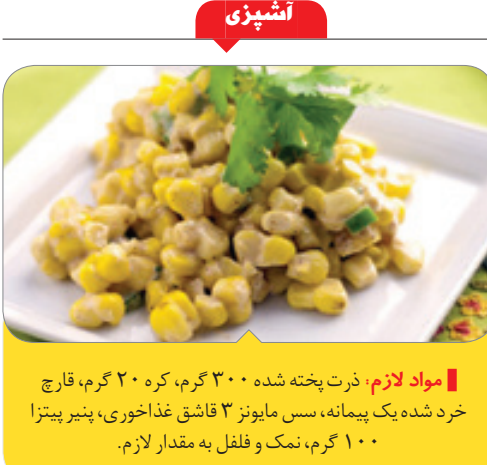 آشپزی
مواد لازم: ذرت پخته شده ۳۰۰ گرم، کره ۲۰ گرم، قارچ
خرد شده یک پیمانه، سس مایونز ۳ قاشق غذاخوری، پنیر پیتزا
۱۰۰ گرم، نمک و فلفل به مقدار لازم.